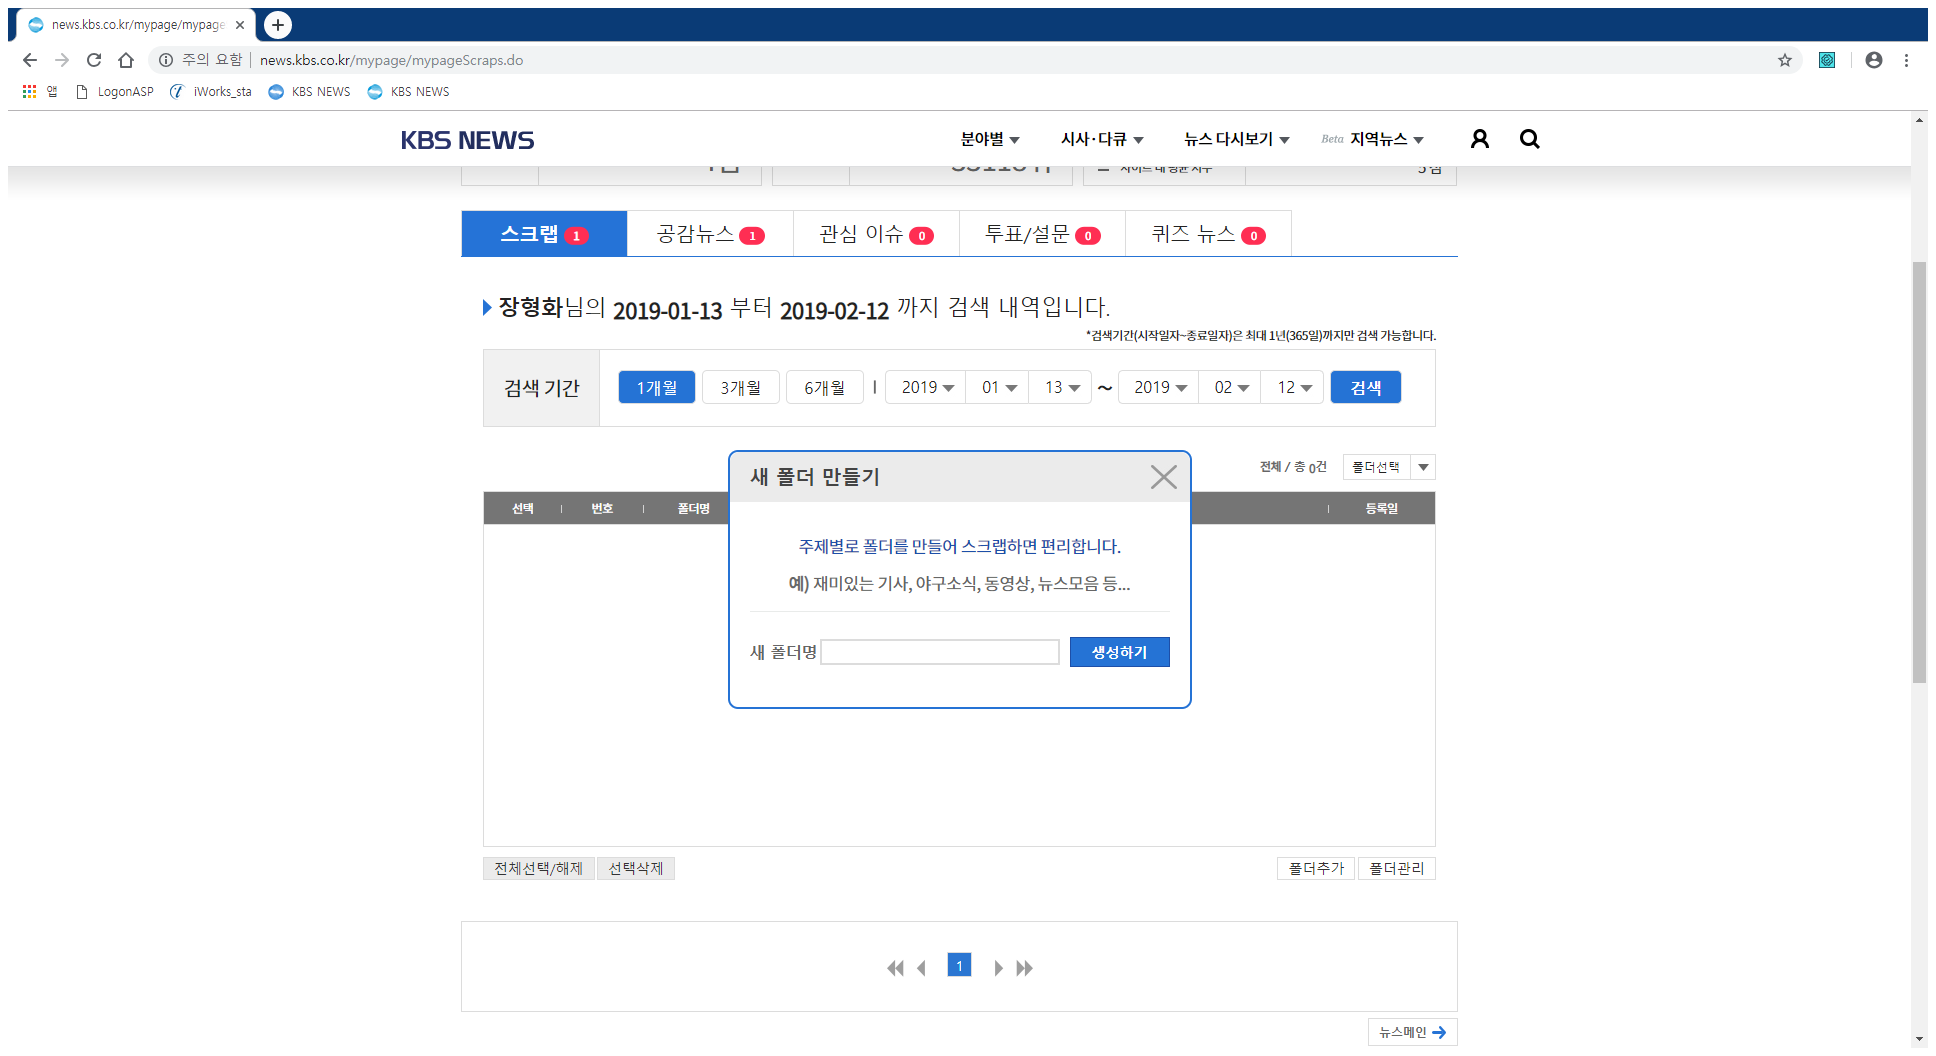 news.kbs.co.kr/mypage/mypage
주의 요함 | news.kbs.co.kr/mypage/mypageScraps.do
앱 LogonASP iWorks_sta KBS NEWS KBS NEWS
KBS NEWS 분야별 시사·다큐 뉴스 다시보기 Beta 지역뉴스
스크랩 1 공감뉴스 1 관심 이슈 0 투표/설문 0 퀴즈 뉴스 0
장형화님의 2019-01-13 부터 2019-02-12 까지 검색 내역입니다.
*검색기간(시작일자~종료일자)은 최대 1년(365일)까지만 검색 가능합니다.
검색 기간 1개월 3개월 6개월 | 2019 01 13 ~ 2019 02 12 검색
전체 / 총 0건 폴더선택
새 폴더 만들기
선택 번호 폴더명 등록일
주제별로 폴더를 만들어 스크랩하면 편리합니다.
예) 재미있는 기사, 야구소식, 동영상, 뉴스모음 등...
새 폴더명 생성하기
전체선택/해제 선택삭제 폴더추가 폴더관리
1
뉴스메인